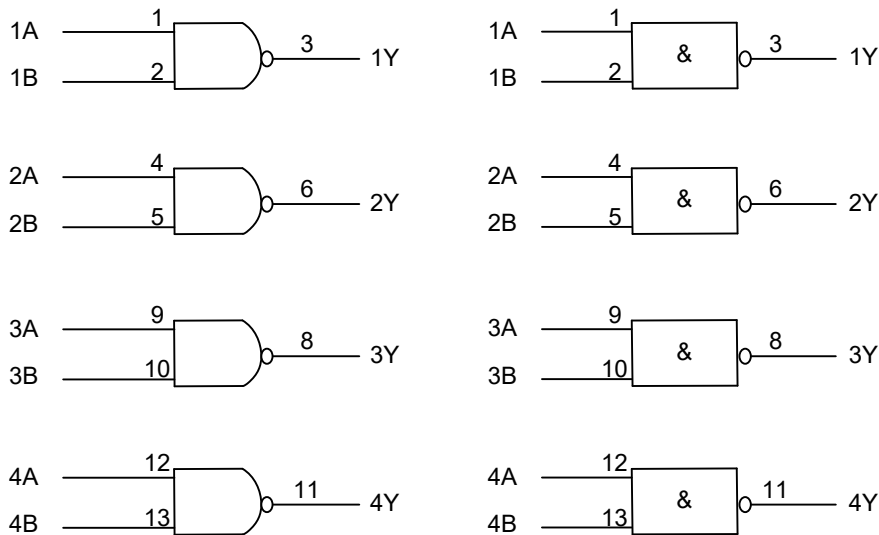 1A 1 3 1Y
1B 2
2A 4 6 2Y
2B 5
3A 9 8 3Y
3B 10
4A 12 11 4Y
4B 13
1A 1 & 3 1Y
1B 2
2A 4 & 6 2Y
2B 5
3A 9 & 8 3Y
3B 10
4A 12 & 11 4Y
4B 13